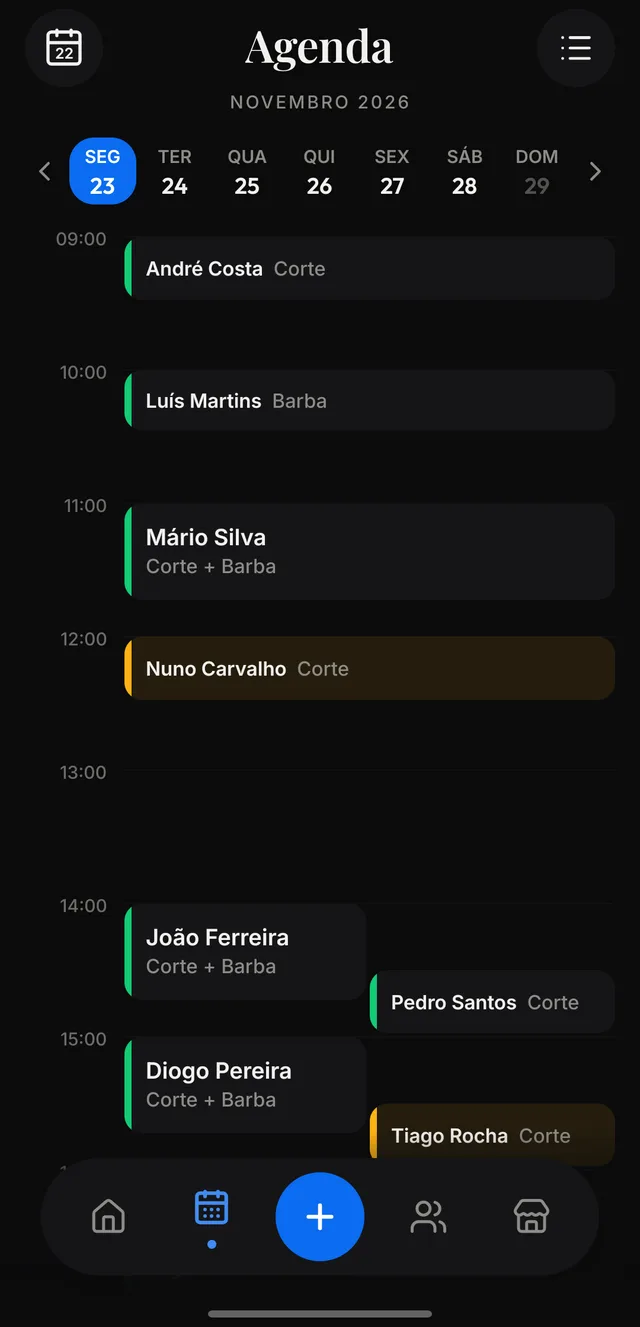 22
Agenda
NOVEMBRO 2026
SEG TER QUA QUI SEX SÁB DOM
23 24 25 26 27 28 29
09:00
André Costa Corte
10:00
Luís Martins Barba
11:00
Mário Silva
Corte + Barba
12:00
Nuno Carvalho Corte
13:00
14:00
João Ferreira
Corte + Barba
Pedro Santos Corte
15:00
Diogo Pereira
Corte + Barba
Tiago Rocha Corte